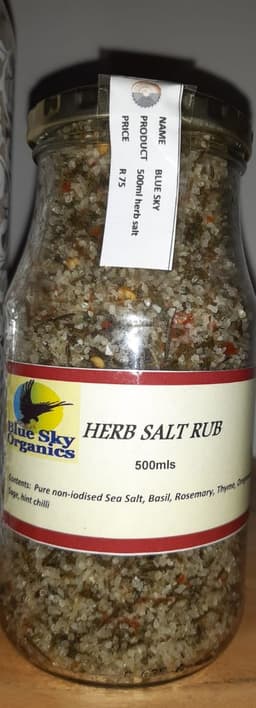 NAME BLUE SKY
PRODUCT 500ml herb salt
PRICE R 75
Blue Sky
Organics
HERB SALT RUB
500mls
Contents: Pure non-iodised Sea Salt, Basil, Rosemary, Thyme,
Sage, hint chilli